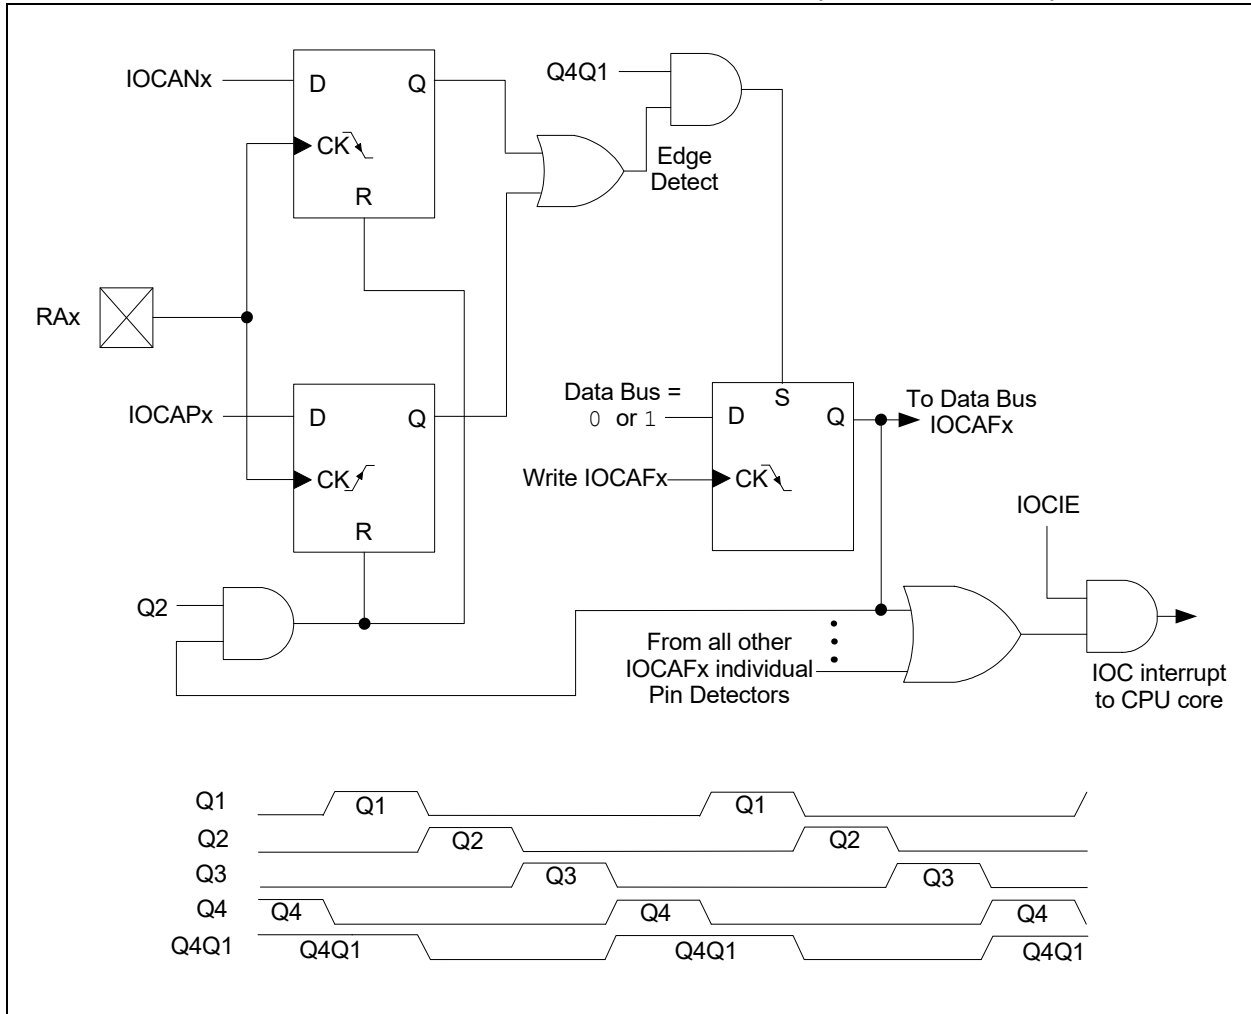 IOCANx
D
Q
CK
R
Q4Q1
Edge
Detect
RAx
IOCAPx
D
Q
CK
R
Data Bus =
0 or 1
S
D
Q
To Data Bus
IOCAFx
Write IOCAFx
CK
IOCIE
Q2
From all other
IOCAFx individual
Pin Detectors
IOC interrupt
to CPU core
Q1
Q1
Q1
Q2
Q2
Q2
Q3
Q3
Q3
Q4
Q4
Q4
Q4
Q4Q1
Q4Q1
Q4Q1
Q4Q1